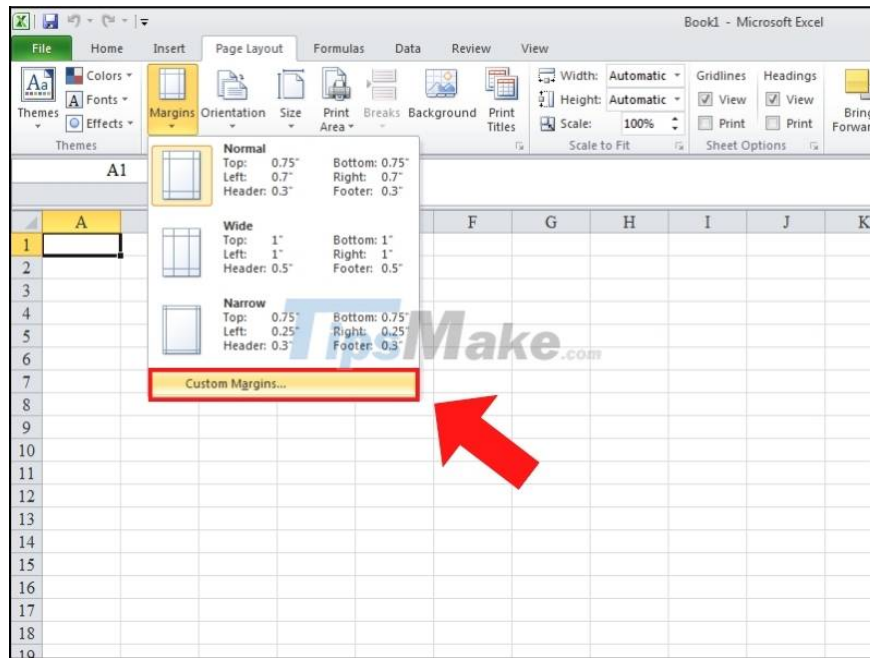 Book1 - Microsoft Excel
File Home Insert Page Layout Formulas Data Review View
Themes
Colors
Fonts
Effects
Themes
Margins
Orientation
Size
Print
Area
Breaks
Background
Print
Titles
Width: Automatic
Height: Automatic
Scale: 100%
Scale to Fit
Gridlines
View
Print
Headings
View
Print
Sheet Options
Bring
Forwar
A1
Normal
Top: 0.75" Bottom: 0.75"
Left: 0.7" Right: 0.7"
Header: 0.3" Footer: 0.3"
Wide
Top: 1" Bottom: 1"
Left: 1" Right: 1"
Header: 0.5" Footer: 0.5"
Narrow
Top: 0.75" Bottom: 0.75"
Left: 0.25" Right: 0.25"
Header: 0.3" Footer: 0.3"
Custom Margins...
TipsMake.com
A F G H I J K
1
2
3
4
5
6
7
8
9
10
11
12
13
14
15
16
17
18
19